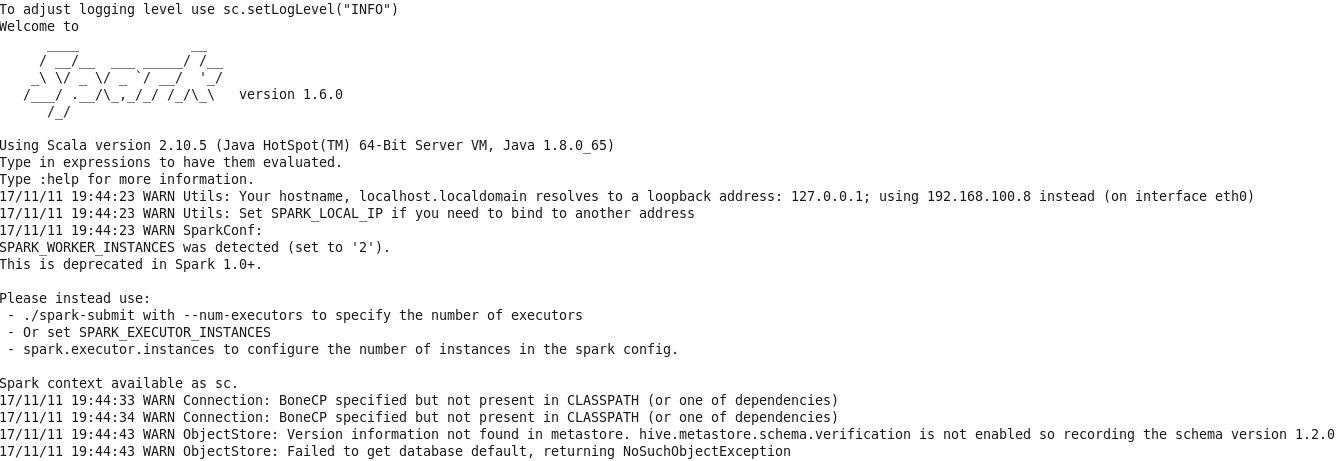 To adjust logging level use sc.setLogLevel("INFO")
Welcome to
      ____              __
     / __/__  ___ _____/ /__
    _\ \/ _ \/ _ `/ __/  '_/
   /___/ .__/\_,_/_/ /_/\_\   version 1.6.0
      /_/

Using Scala version 2.10.5 (Java HotSpot(TM) 64-Bit Server VM, Java 1.8.0_65)
Type in expressions to have them evaluated.
Type :help for more information.
17/11/11 19:44:23 WARN Utils: Your hostname, localhost.localdomain resolves to a loopback address: 127.0.0.1; using 192.168.100.8 instead (on interface eth0)
17/11/11 19:44:23 WARN Utils: Set SPARK_LOCAL_IP if you need to bind to another address
17/11/11 19:44:23 WARN SparkConf:
SPARK_WORKER_INSTANCES was detected (set to '2').
This is deprecated in Spark 1.0+.

Please instead use:
 - ./spark-submit with --num-executors to specify the number of executors
 - Or set SPARK_EXECUTOR_INSTANCES
 - spark.executor.instances to configure the number of instances in the spark config.

Spark context available as sc.
17/11/11 19:44:33 WARN Connection: BoneCP specified but not present in CLASSPATH (or one of dependencies)
17/11/11 19:44:34 WARN Connection: BoneCP specified but not present in CLASSPATH (or one of dependencies)
17/11/11 19:44:43 WARN ObjectStore: Version information not found in metastore. hive.metastore.schema.verification is not enabled so recording the schema version 1.2.0
17/11/11 19:44:43 WARN ObjectStore: Failed to get database default, returning NoSuchObjectException